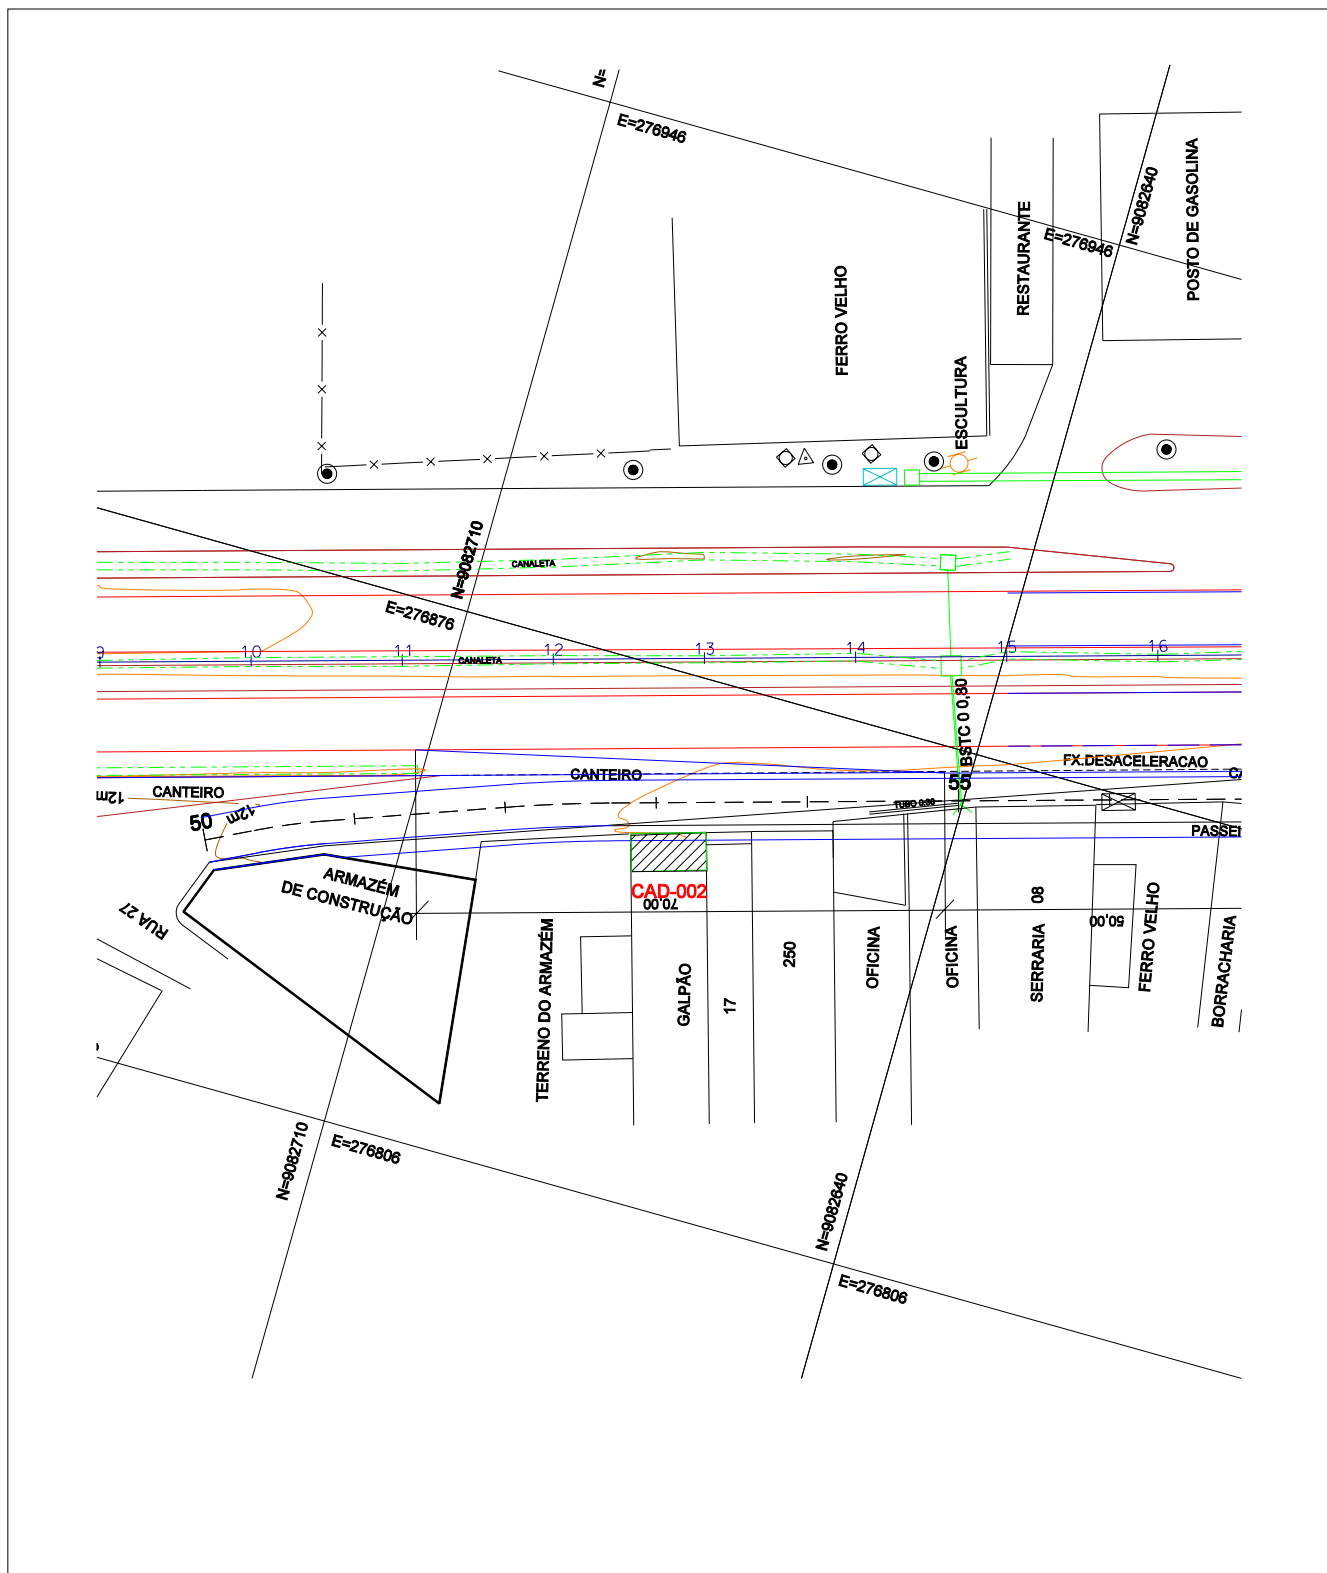 N=
E=276946
N=9082640
E=276946
POSTO DE GASOLINA
RESTAURANTE
FERRO VELHO
ESCULTURA
N=9082710
CANALETA
E=276876
9
10
11
12
13
14
15
16
CANALETA
BSTC 0 0,80
FX.DESACELERACAO
CANTEIRO
55
CANTEIRO
12m
12m
50
TUBO 0.80
PASSEI
ARMAZÉM
DE CONSTRUÇÃO
CAD-002
70,00
RUA 27
TERRENO DO ARMAZÉM
GALPÃO
17
250
OFICINA
OFICINA
SERRARIA 08
50,00
FERRO VELHO
BORRACHARIA
N=9082710
E=276806
N=9082640
E=276806